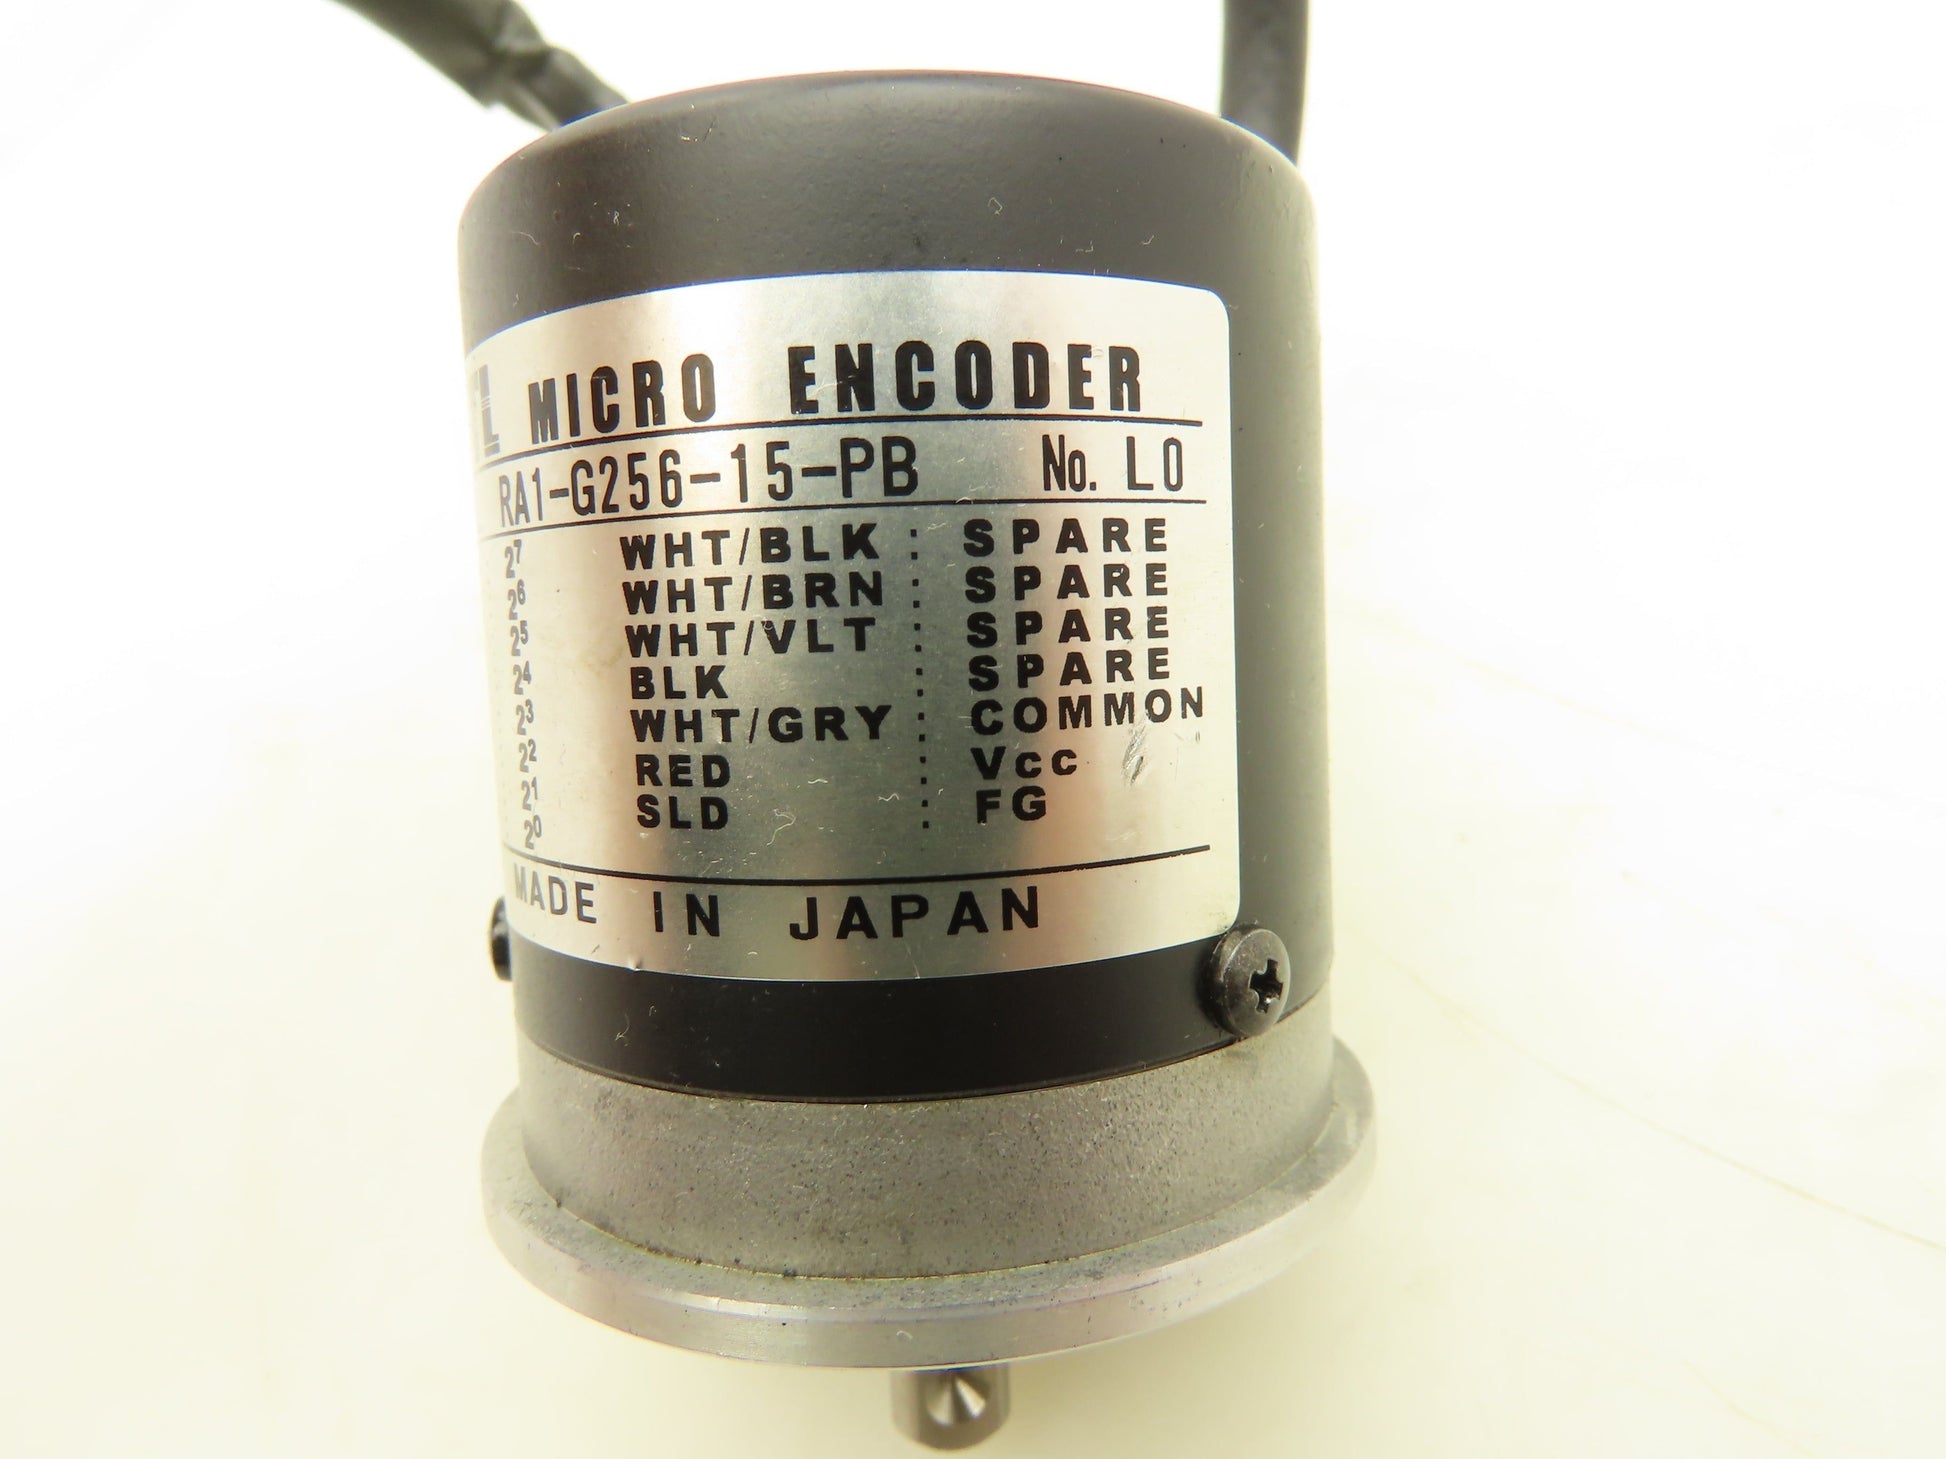 MICRO ENCODER
RA1-G256-15-PB No. L0
2⁷ WHT/BLK : SPARE
2⁶ WHT/BRN : SPARE
2⁵ WHT/VLT : SPARE
2⁴ BLK : SPARE
2³ WHT/GRY : COMMON
2² RED : Vcc
2¹ SLD : FG
2⁰
MADE IN JAPAN